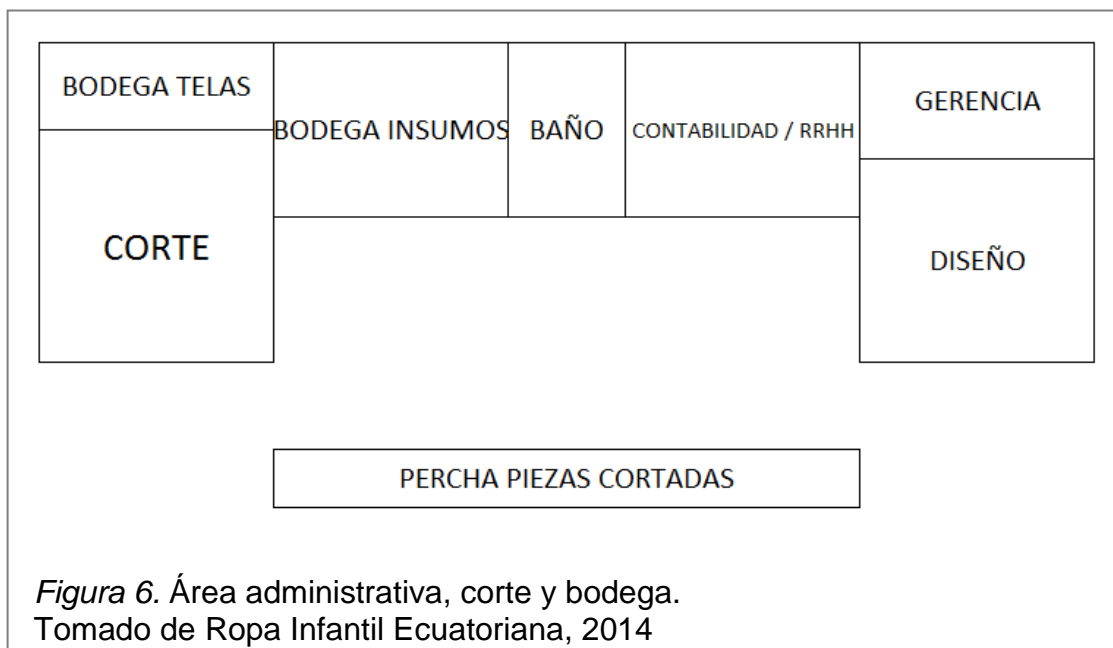 BODEGA TELAS
BODEGA INSUMOS
BAÑO
CONTABILIDAD / RRHH
GERENCIA
CORTE
DISEÑO
PERCHA PIEZAS CORTADAS
Figura 6. Área administrativa, corte y bodega.
Tomado de Ropa Infantil Ecuatoriana, 2014